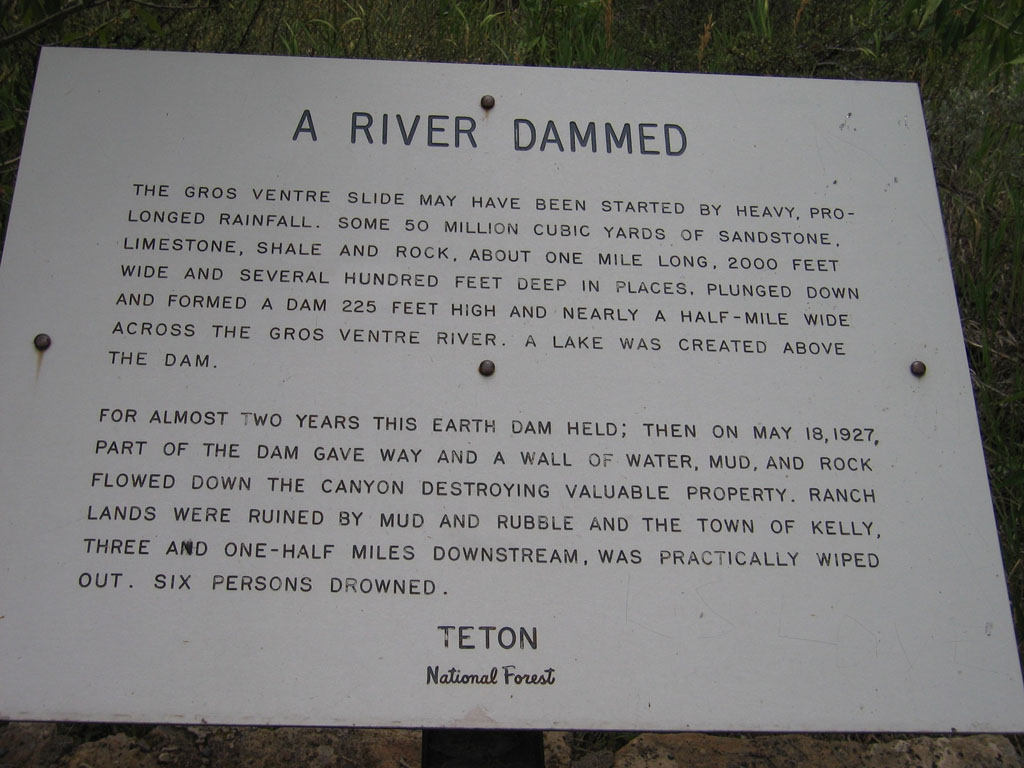 A RIVER DAMMED
THE GROS VENTRE SLIDE MAY HAVE BEEN STARTED BY HEAVY, PRO-
LONGED RAINFALL. SOME 50 MILLION CUBIC YARDS OF SANDSTONE,
LIMESTONE, SHALE AND ROCK, ABOUT ONE MILE LONG, 2000 FEET
WIDE AND SEVERAL HUNDRED FEET DEEP IN PLACES, PLUNGED DOWN
AND FORMED A DAM 225 FEET HIGH AND NEARLY A HALF-MILE WIDE
ACROSS THE GROS VENTRE RIVER. A LAKE WAS CREATED ABOVE
THE DAM.
FOR ALMOST TWO YEARS THIS EARTH DAM HELD; THEN ON MAY 18,1927,
PART OF THE DAM GAVE WAY AND A WALL OF WATER, MUD, AND ROCK
FLOWED DOWN THE CANYON DESTROYING VALUABLE PROPERTY. RANCH
LANDS WERE RUINED BY MUD AND RUBBLE AND THE TOWN OF KELLY,
THREE AND ONE-HALF MILES DOWNSTREAM, WAS PRACTICALLY WIPED
OUT. SIX PERSONS DROWNED.
TETON
National Forest